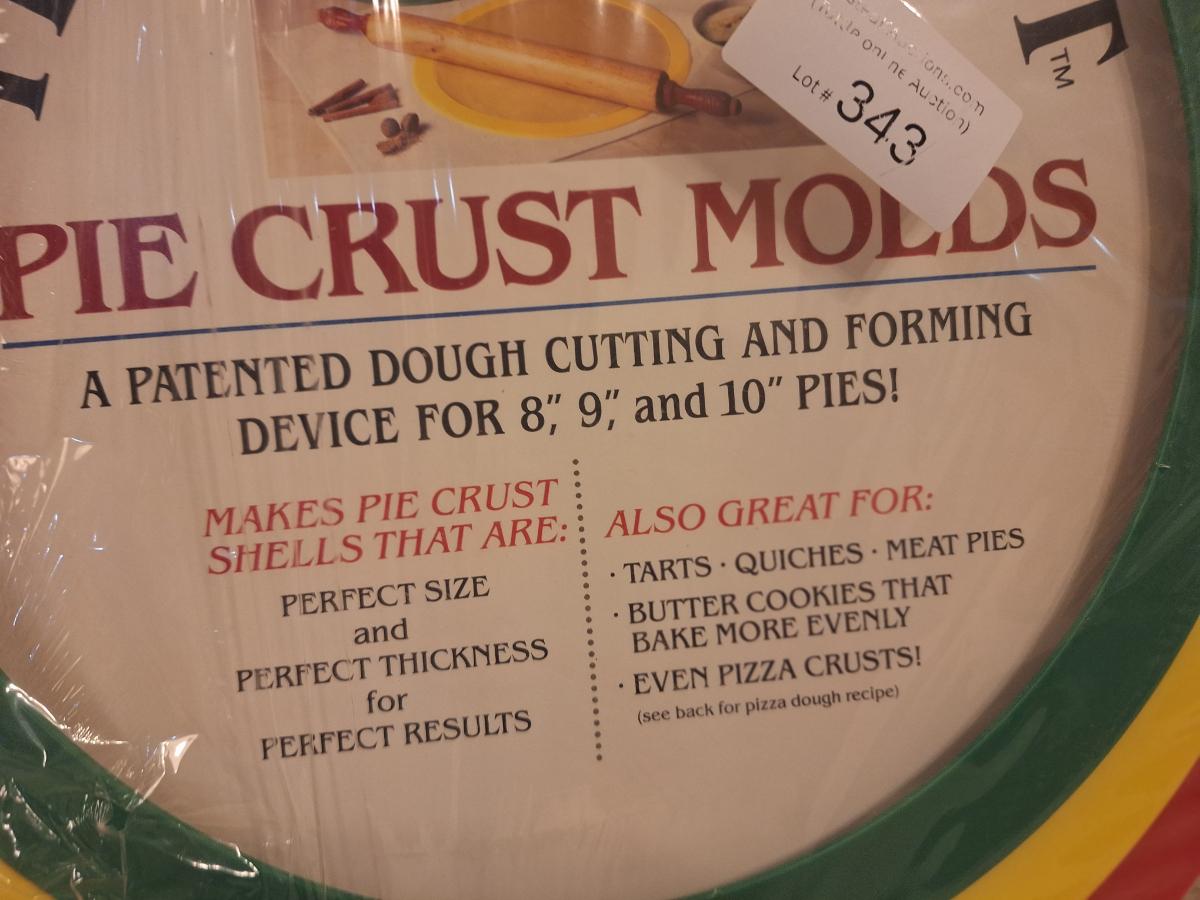 T™
Lot # 343
PIE CRUST MOLDS
A PATENTED DOUGH CUTTING AND FORMING
DEVICE FOR 8", 9", and 10" PIES!
MAKES PIE CRUST
SHELLS THAT ARE:
PERFECT SIZE
and
PERFECT THICKNESS
for
PERFECT RESULTS
ALSO GREAT FOR:
· TARTS · QUICHES · MEAT PIES
· BUTTER COOKIES THAT
BAKE MORE EVENLY
· EVEN PIZZA CRUSTS!
(see back for pizza dough recipe)